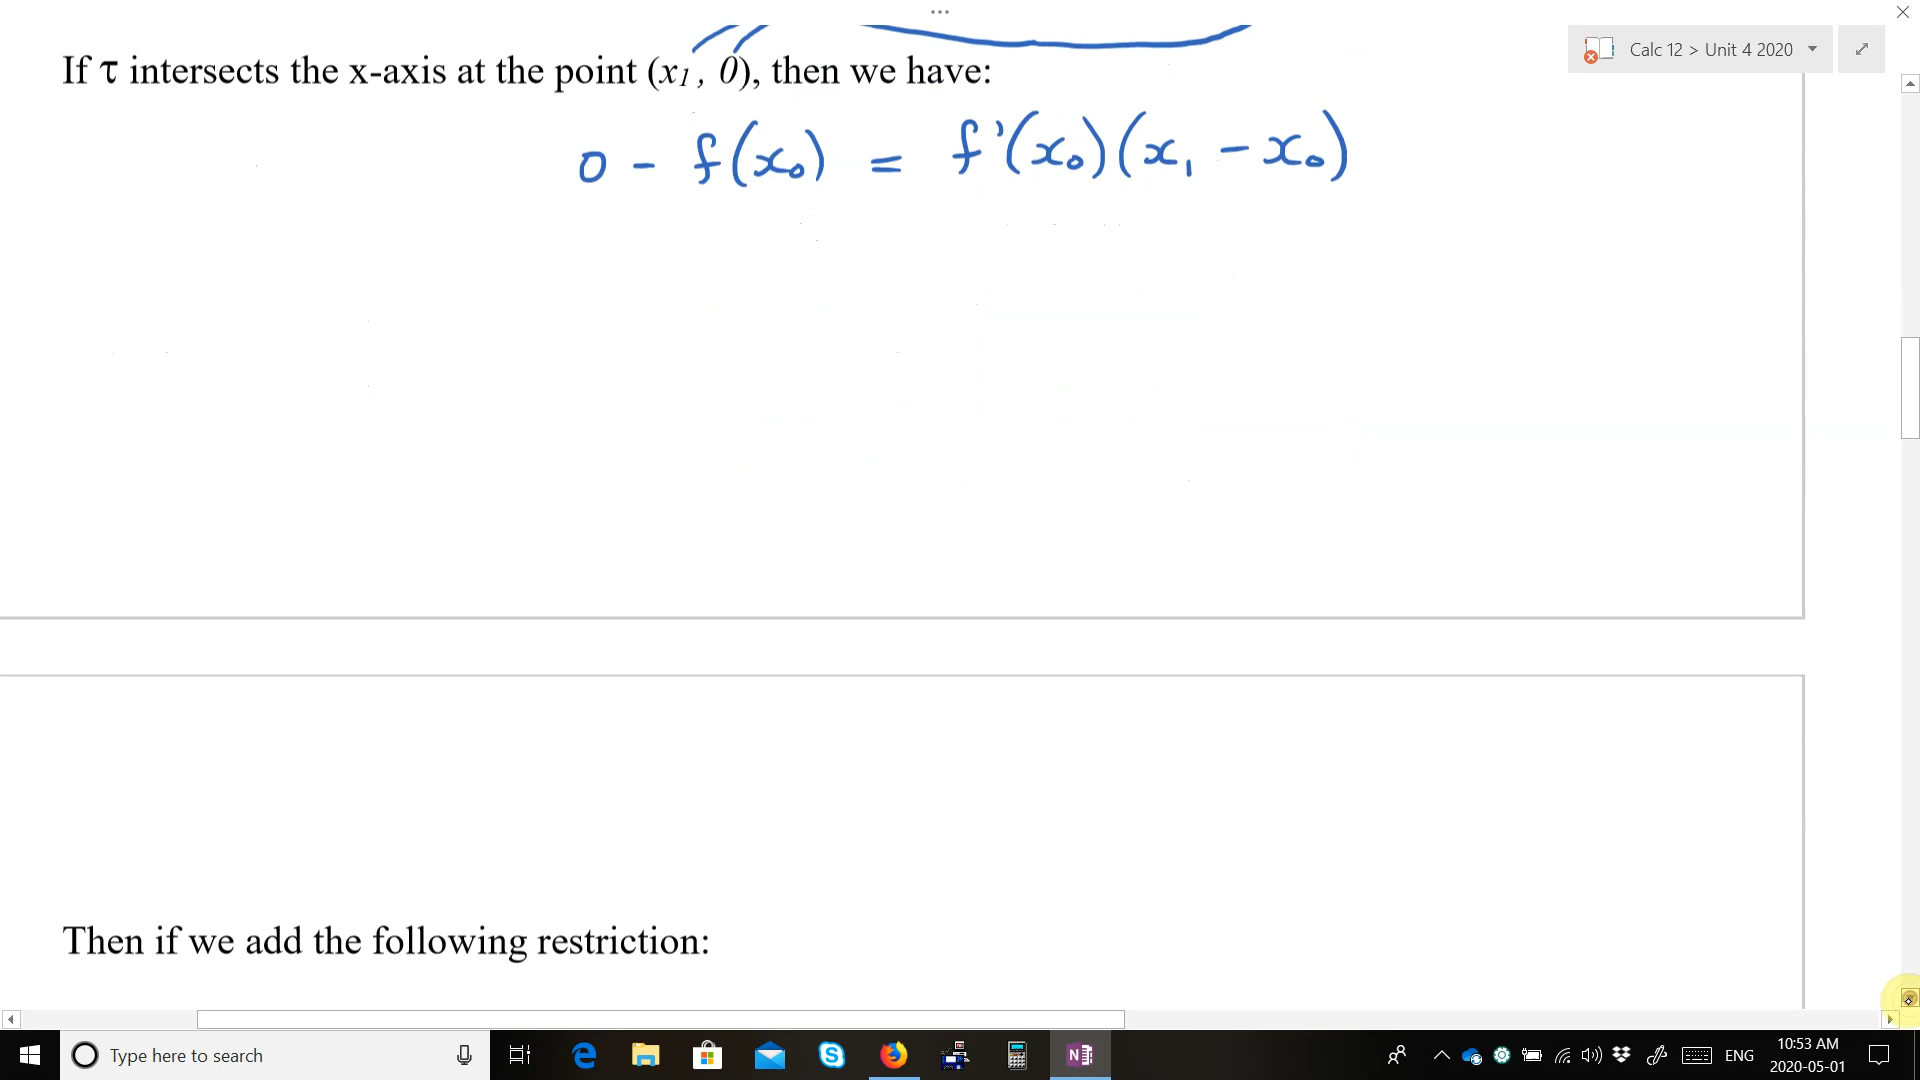 Calc 12 > Unit 4 2020
If τ intersects the x-axis at the point (x₁, 0), then we have:
0 - f(x₀) = f'(x₀)(x₁ - x₀)
Then if we add the following restriction:
Type here to search
ENG
10:53 AM
2020-05-01